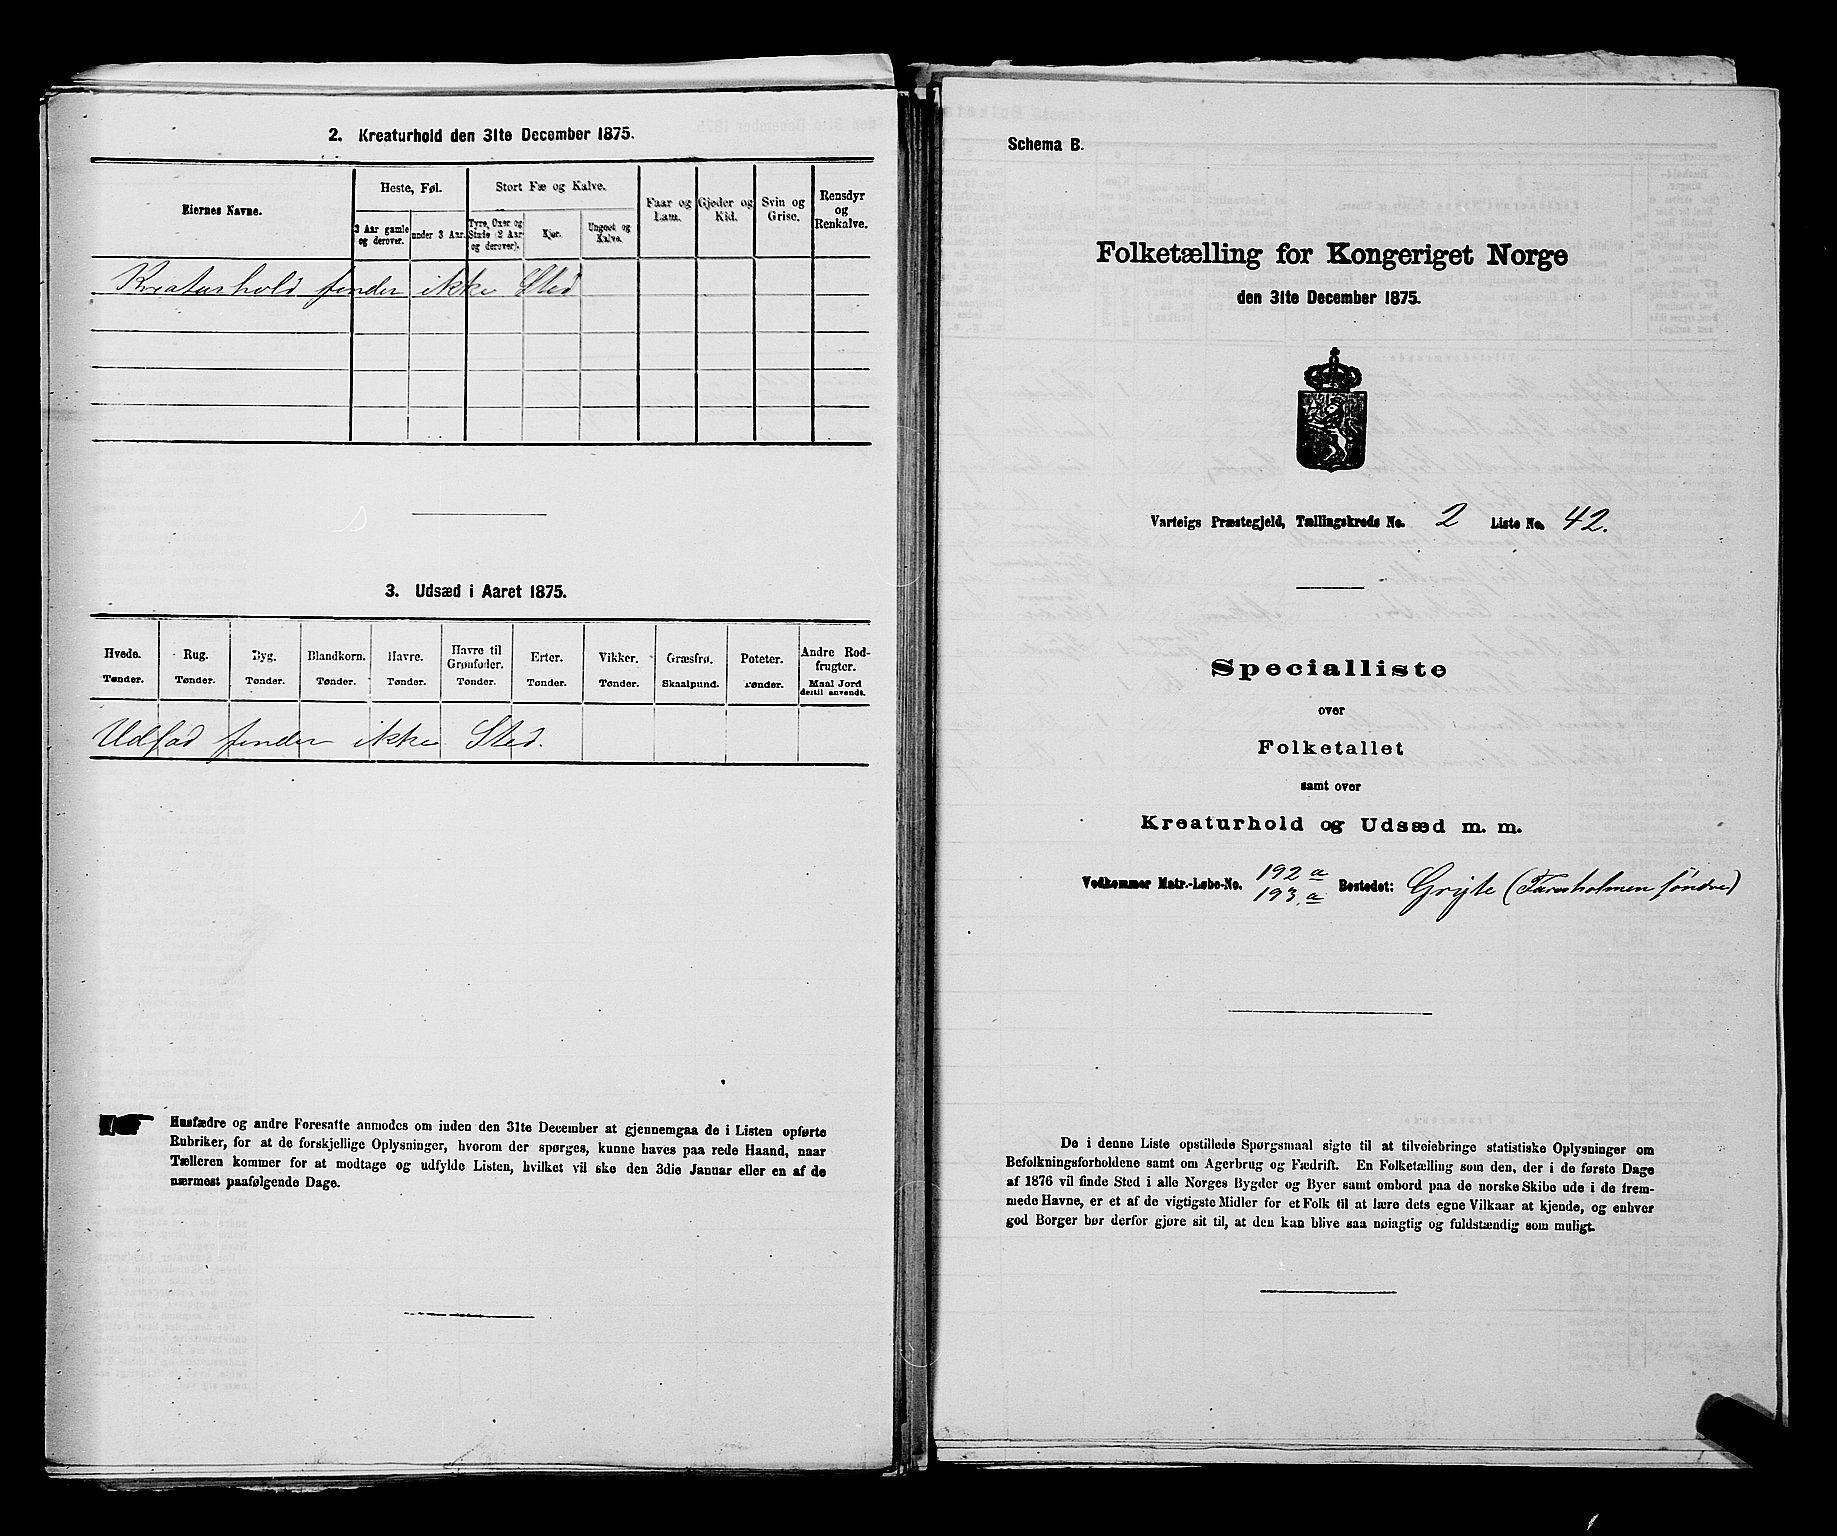 2. Kreaturhold den 31te December 1875.
Eiernes Navne.
Heste, Føl.
3 Aar gamle og derover.
under 3 Aar.
Stort Fæ og Kalve.
Tyre, Oxer og Stude (2 Aar og derover).
Kjør.
Ungnøt og Kalve.
Faar og Lam.
Gjeder og Kid.
Svin og Grise.
Rensdyr og Renkalve.
Kreaturhold finder ikke Sted
3. Udsæd i Aaret 1875.
Hvede. Rug. Byg. Blandkorn. Havre. Havre til Grønfoder. Erter. Vikker. Græsfrø. Poteter. Andre Rodfrugter.
Tønder. Tønder. Tønder. Tønder. Tønder. Tønder. Tønder. Tønder. Skaalpund. Tønder. Maal Jord dertil anvendt.
Udsæd finder ikke Sted.
Husfædre og andre Foresatte anmodes om inden den 31te December at gjennemgaa de i Listen opførte
Rubriker, for at de forskjellige Oplysninger, hvorom der spørges, kunne haves paa rede Haand, naar
Tælleren kommer for at modtage og udfylde Listen, hvilket vil ske den 3die Januar eller en af de
nærmest paafølgende Dage.
Schema B.
Folketælling for Kongeriget Norge
den 31te December 1875.
Varteigs Præstegjeld, Tællingskreds No. 2 Liste No. 42.
Specialliste
over
Folketallet
samt over
Kreaturhold og Udsæd m. m.
Vedkommer Matr.-Løbe-No. 192 a
193, a
Bostedet: Gryte (Furuholmen söndre)
De i denne Liste opstillede Spørgsmaal sigte til at tilveiebringe statistiske Oplysninger om
Befolkningsforholdene samt om Agerbrug og Fædrift. En Folketælling som den, der i de første Dage
af 1876 vil finde Sted i alle Norges Bygder og Byer samt ombord paa de norske Skibe ude i de frem-
mede Havne, er et af de vigtigste Midler for et Folk til at lære dets egne Vilkaar at kjende, og enhver
god Borger bør derfor gjøre sit til, at den kan blive saa nøiagtig og fuldstændig som muligt.